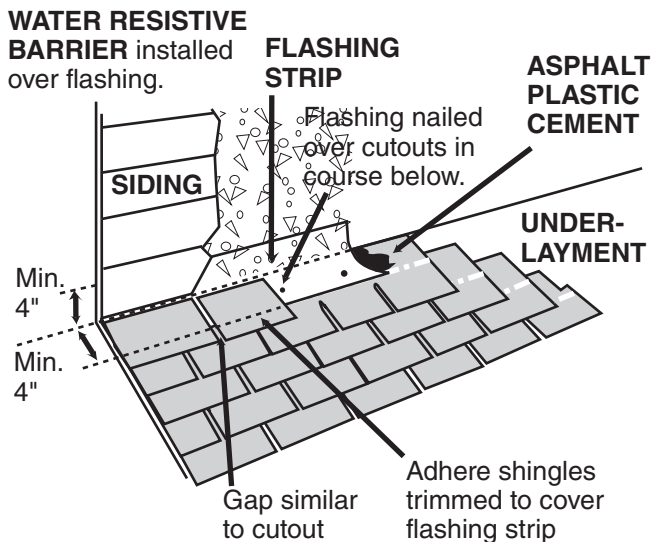 WATER RESISTIVE
BARRIER installed
over flashing.
FLASHING
STRIP
Flashing nailed
over cutouts in
course below.
ASPHALT
PLASTIC
CEMENT
SIDING
UNDER-
LAYMENT
Min.
4"
Min.
4"
Gap similar
to cutout
Adhere shingles
trimmed to cover
flashing strip